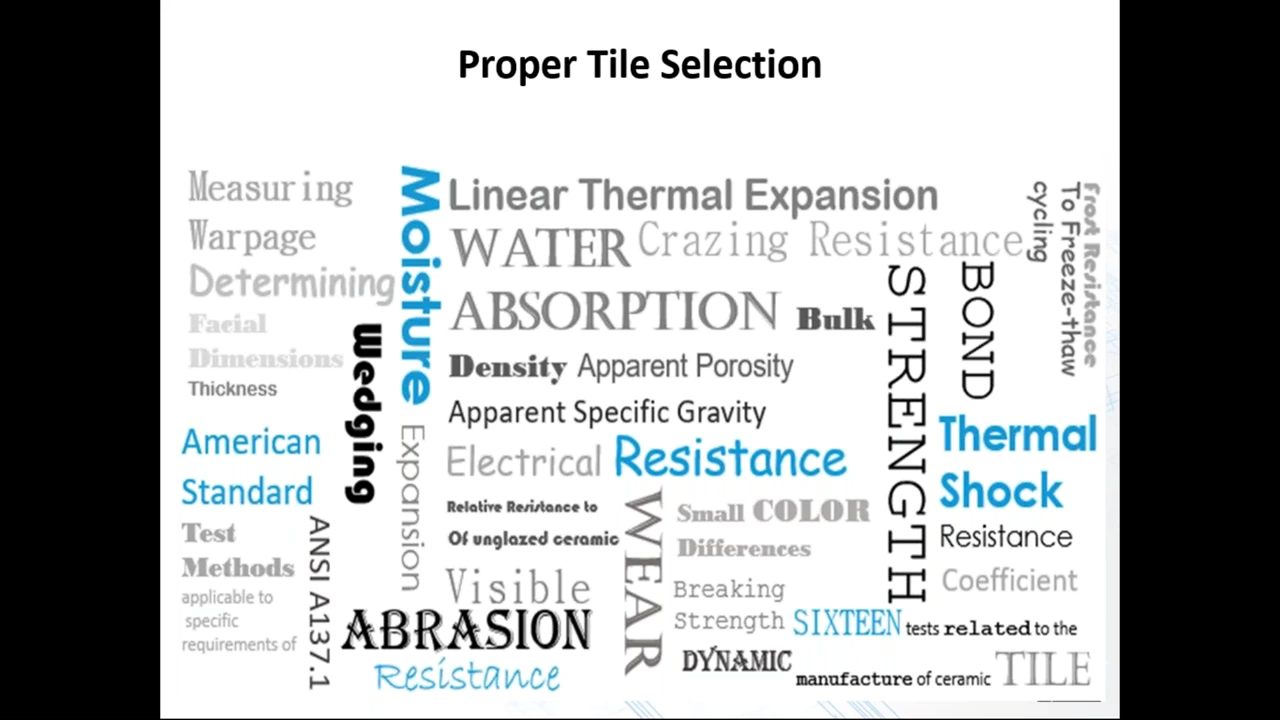 Proper Tile Selection
Measuring
Warpage
Determining
Facial
Dimensions
Thickness
American
Standard
Test
Methods
applicable to
specific
requirements of
ANSI A137.1
Wedging
Moisture
Expansion
Linear Thermal Expansion
WATER
Crazing Resistance
ABSORPTION
Bulk
Density
Apparent Porosity
Apparent Specific Gravity
Electrical
Resistance
Relative Resistance to
Of unglazed ceramic
Visible
ABRASION
Resistance
WEAR
Small COLOR
Differences
Breaking
Strength
DYNAMIC
SIXTEEN tests related to the
manufacture of ceramic TILE
STRENGTH
BOND
Frost Resistance
To Freeze-thaw
cycling
Thermal
Shock
Resistance
Coefficient